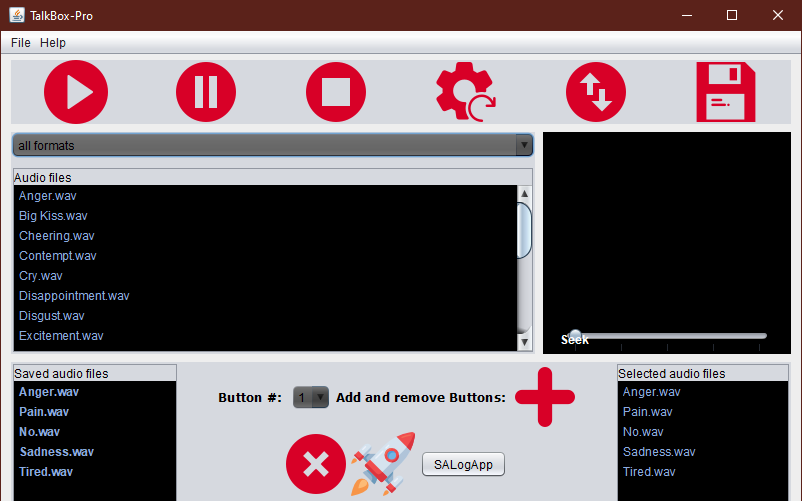 TalkBox-Pro
File Help
all formats
Audio files
Anger.wav
Big Kiss.wav
Cheering.wav
Contempt.wav
Cry.wav
Disappointment.wav
Disgust.wav
Excitement.wav
Seek
Saved audio files
Anger.wav
Pain.wav
No.wav
Sadness.wav
Tired.wav
Button #: 1 Add and remove Buttons:
SALogApp
Selected audio files
Anger.wav
Pain.wav
No.wav
Sadness.wav
Tired.wav